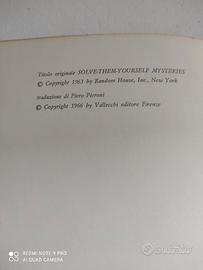 Titolo originale SOLVE-THEM-YOURSELF MYSTERIES
© Copyright 1963 by Random House, Inc., New York
traduzione di Piero Pieroni
© Copyright 1966 by Vallecchi editore Firenze
REDMI NOTE 9 PRO
AI QUAD CAMERA
subito